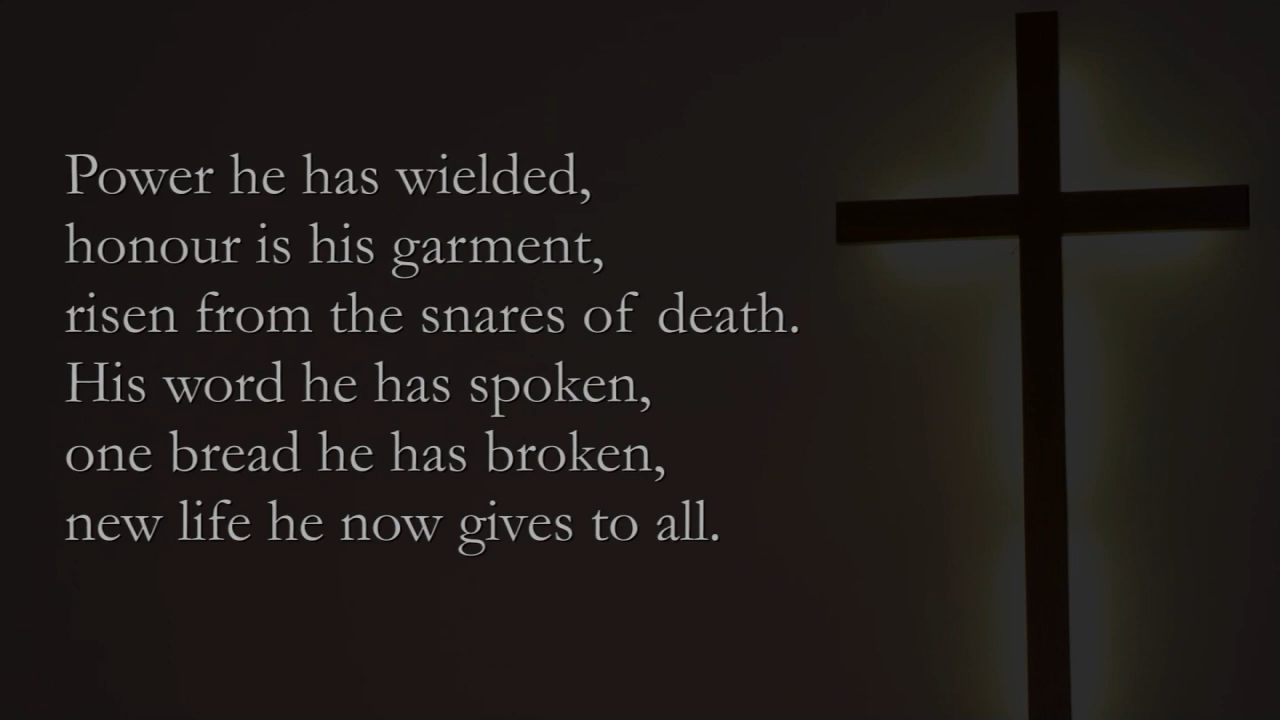 Power he has wielded,
honour is his garment,
risen from the snares of death.
His word he has spoken,
one bread he has broken,
new life he now gives to all.